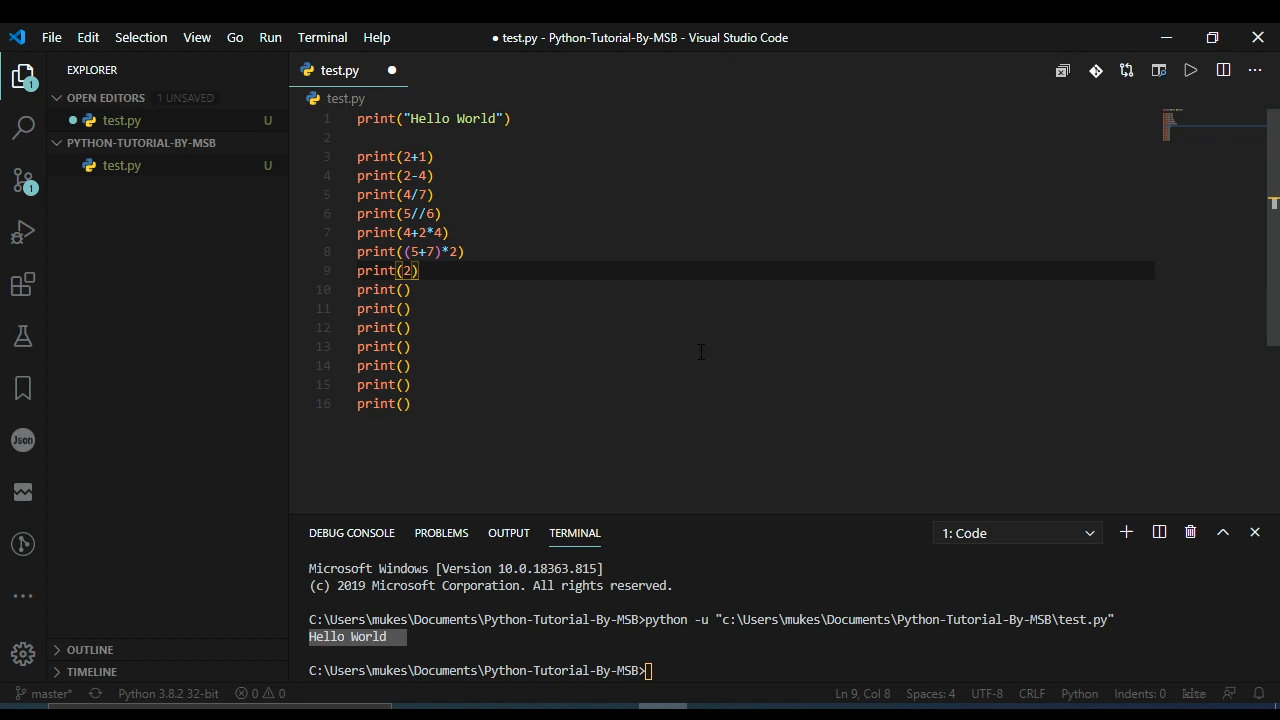 File Edit Selection View Go Run Terminal Help
● test.py - Python-Tutorial-By-MSB - Visual Studio Code
EXPLORER
OPEN EDITORS 1 UNSAVED
test.py U
PYTHON-TUTORIAL-BY-MSB
test.py U
1
1
Json
OUTLINE
TIMELINE
test.py
test.py
1 print("Hello World")
2
3 print(2+1)
4 print(2-4)
5 print(4/7)
6 print(5//6)
7 print(4+2*4)
8 print((5+7)*2)
9 print(2)
10 print()
11 print()
12 print()
13 print()
14 print()
15 print()
16 print()
DEBUG CONSOLE PROBLEMS OUTPUT TERMINAL
1: Code
Microsoft Windows [Version 10.0.18363.815]
(c) 2019 Microsoft Corporation. All rights reserved.
C:\Users\mukes\Documents\Python-Tutorial-By-MSB>python -u "c:\Users\mukes\Documents\Python-Tutorial-By-MSB\test.py"
Hello World
C:\Users\mukes\Documents\Python-Tutorial-By-MSB>
master* Python 3.8.2 32-bit 0 0 Ln 9, Col 8 Spaces: 4 UTF-8 CRLF Python Indents: 0 kite